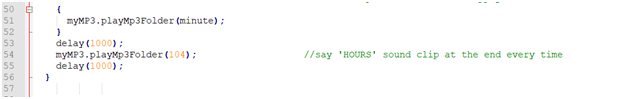 50 {
51 myMP3.playMp3Folder(minute);
52 }
53 delay(1000);
54 myMP3.playMp3Folder(104); //say 'HOURS' sound clip at the end every time
55 delay(1000);
56 }
57